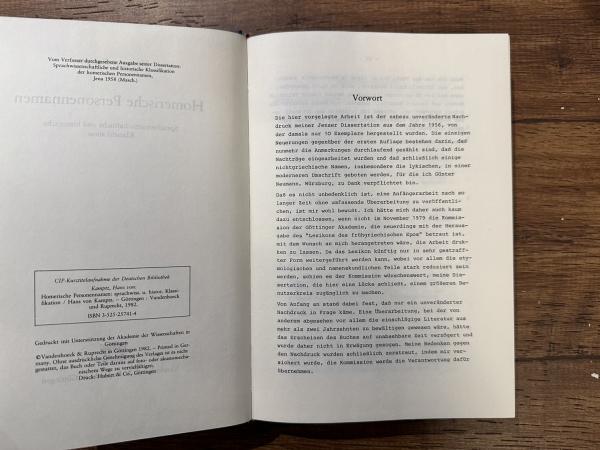 Vom Verfasser durchgesehene Ausgabe seiner Dissertation:
Sprachwissenschaftliche und historische Klassifikation
der homerischen Personennamen,
Jena 1958 (Masch.)
CIP-Kurztitelaufnahme der Deutschen Bibliothek
Kamptz, Hans von:
Homerische Personennamen: sprachwiss. u. histor. Klassi-
fikation / Hans von Kamptz. – Göttingen: Vandenhoeck
und Ruprecht, 1982.
ISBN 3-525-25741-4
Gedruckt mit Unterstützung der Akademie der Wissenschaften in
Göttingen
©Vandenhoeck & Ruprecht in Göttingen 1982. – Printed in Ger-
many. Ohne ausdrückliche Genehmigung des Verlages ist es nicht
gestattet, das Buch oder Teile daraus auf foto- oder akustomecha-
nischem Wege zu vervielfältigen.
Druck: Hubert & Co., Göttingen
Vorwort
Die hier vorgelegte Arbeit ist der nahezu unveränderte Nach-
druck meiner Jenaer Dissertation aus dem Jahre 1956, von
der damals nur 10 Exemplare hergestellt wurden. Die einzigen
Neuerungen gegenüber der ersten Auflage bestehen darin, daß
nunmehr die Anmerkungen durchlaufend gezählt sind, daß die
Nachträge eingearbeitet wurden und daß schließlich einige
nichtgriechische Namen, insbesondere die lykischen, in einer
moderneren Umschrift geboten werden, für die ich Günter
Neumann, Würzburg, zu Dank verpflichtet bin.
Daß es nicht unbedenklich ist, eine Anfängerarbeit nach so
langer Zeit ohne umfassende Überarbeitung zu veröffentli-
chen, ist mir wohl bewußt. Ich hätte mich daher auch kaum
dazu entschlossen, wenn nicht im November 1979 die Kommis-
sion der Göttinger Akademie, die neuerdings mit der Heraus-
gabe des "Lexikons des frühgriechischen Epos" betraut ist,
mit dem Wunsch an mich herangetreten wäre, die Arbeit druk-
ken zu lassen. Da das Lexikon künftig nur in sehr gestraff-
ter Form weitergeführt werden kann, wobei vor allem die ety-
mologischen und namenkundlichen Teile stark reduziert sein
werden, schien es der Kommission wünschenswert, meine Dis-
sertation, die hier eine Lücke schließt, einem größeren Be-
nutzerkreis zugänglich zu machen.
Von Anfang an stand dabei fest, daß nur ein unveränderter
Nachdruck in Frage käme. Eine Überarbeitung, bei der von
anderem abgesehen vor allem die einschlägige Literatur aus
mehr als zwei Jahrzehnten zu bewältigen gewesen wäre, hätte
das Erscheinen des Buches auf unabsehbare Zeit verzögert und
wurde daher nicht in Erwägung gezogen. Meine Bedenken gegen
den Nachdruck wurden schließlich zerstreut, indem mir ver-
sichert wurde, die Kommission werde die Verantwortung dafür
übernehmen.